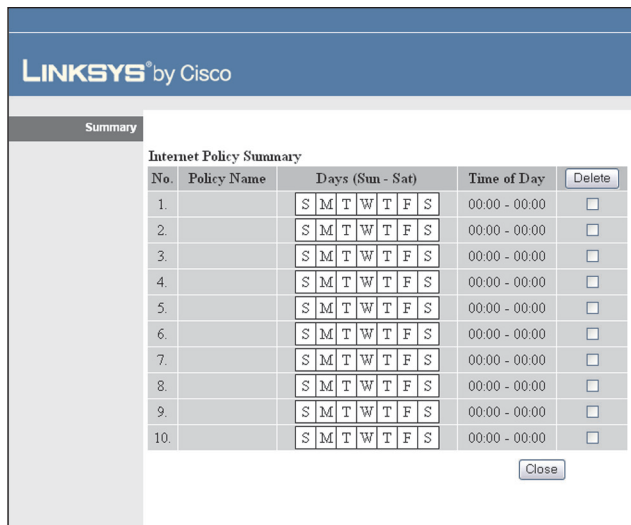 LINKSYS® by Cisco
Summary
Internet Policy Summary
No. Policy Name Days (Sun - Sat) Time of Day Delete
1. S M T W T F S 00:00 - 00:00
2. S M T W T F S 00:00 - 00:00
3. S M T W T F S 00:00 - 00:00
4. S M T W T F S 00:00 - 00:00
5. S M T W T F S 00:00 - 00:00
6. S M T W T F S 00:00 - 00:00
7. S M T W T F S 00:00 - 00:00
8. S M T W T F S 00:00 - 00:00
9. S M T W T F S 00:00 - 00:00
10. S M T W T F S 00:00 - 00:00
Close